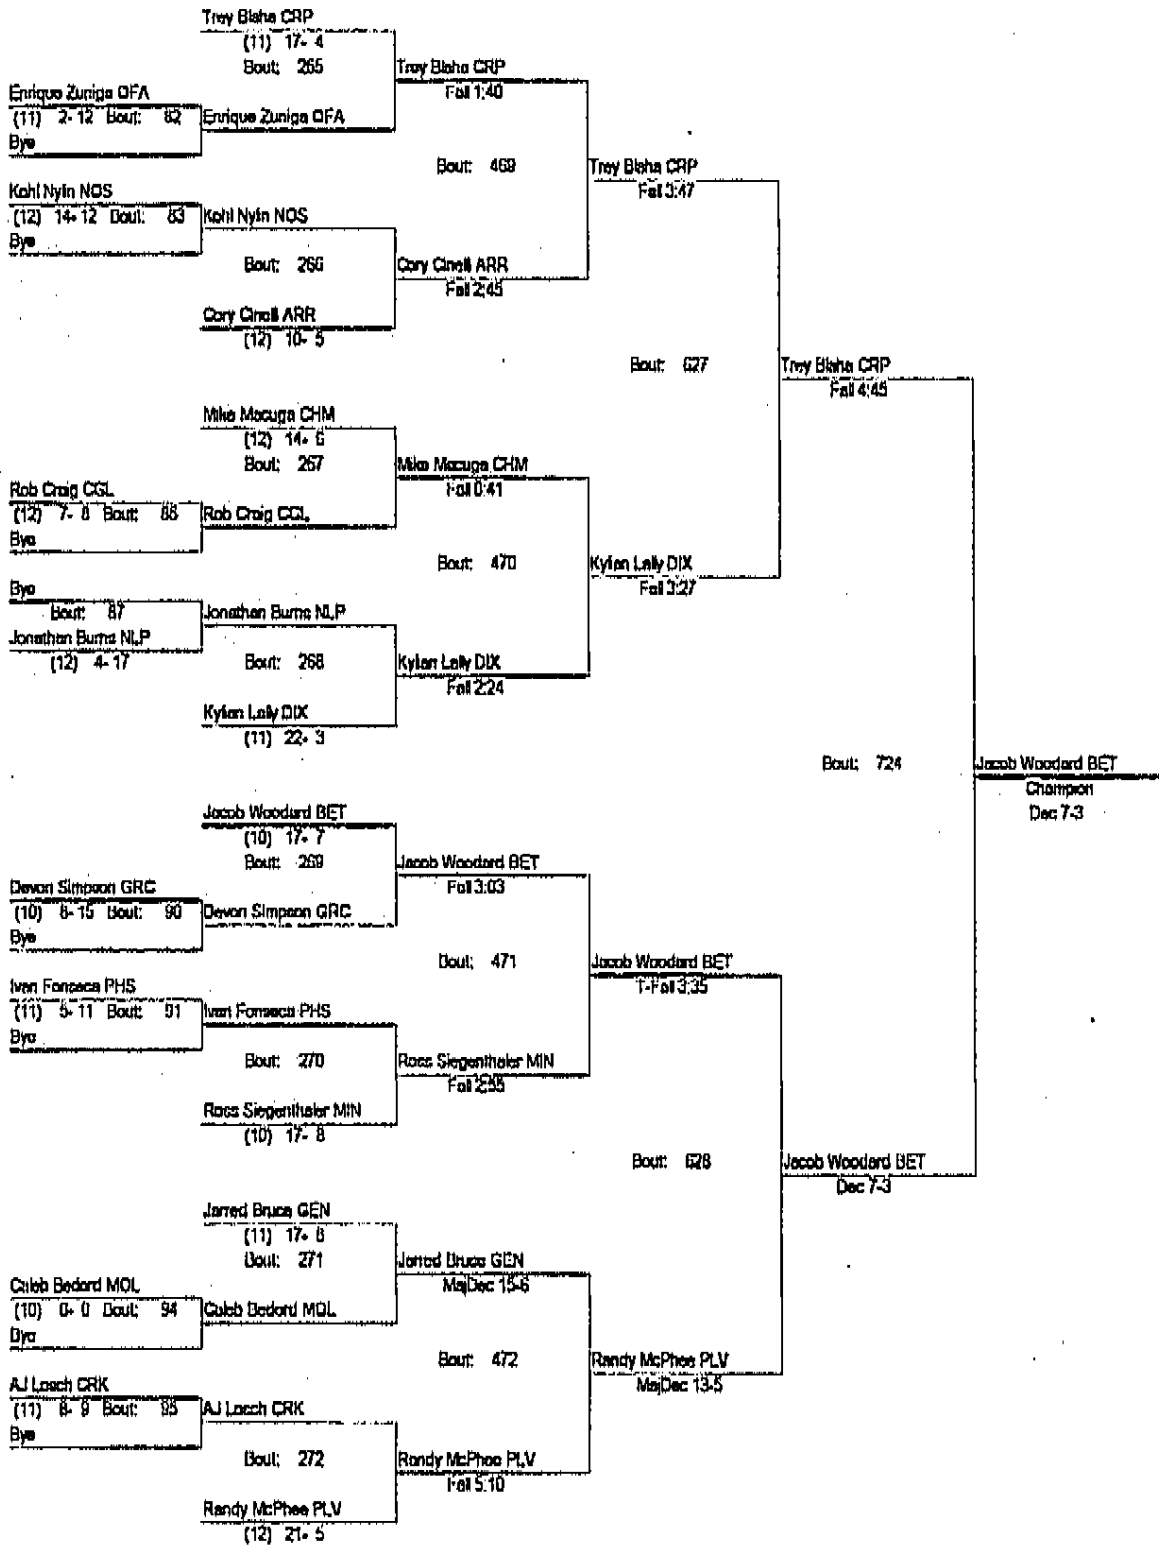 Trey Blaha CRP
(11) 17- 4
Bout: 265
Trey Blaha CRP
Fall 1:40
Enrique Zuniga OFA
(11) 2- 12 Bout: 82
Enrique Zuniga OFA
Bye
Bout: 469
Trey Blaha CRP
Fall 3:47
Kohl Nylin NOS
(12) 14- 12 Bout: 83
Kohl Nylin NOS
Bye
Bout: 266
Cory Cinelli ARR
Fall 2:45
Cory Cinelli ARR
(12) 10- 5
Bout: 627
Trey Blaha CRP
Fall 4:45
Mike Macuga CHM
(12) 14- 6
Bout: 267
Mike Macuga CHM
Fall 0:41
Rob Craig CGL
(12) 7- 8 Bout: 86
Rob Craig CGL
Bye
Bout: 470
Kylan Lally DIX
Fall 3:27
Bye
Bout: 87
Jonathan Burns NLP
Jonathan Burns NLP
(12) 4- 17
Bout: 268
Kylan Lally DIX
Fall 2:24
Kylan Lally DIX
(11) 22- 3
Bout: 724
Jacob Woodard BET
Champion
Dec 7-3
Jacob Woodard BET
(10) 17- 7
Bout: 269
Jacob Woodard BET
Fall 3:03
Devon Simpson GRC
(10) 6- 15 Bout: 90
Devon Simpson GRC
Bye
Bout: 471
Jacob Woodard BET
T-Fall 3:35
Ivan Fonseca PHS
(11) 5- 11 Bout: 91
Ivan Fonseca PHS
Bye
Bout: 270
Ross Siegenthaler MIN
Fall 2:55
Ross Siegenthaler MIN
(10) 17- 8
Bout: 628
Jacob Woodard BET
Dec 7-3
Jarred Bruce GEN
(11) 17- 6
Bout: 271
Jarred Bruce GEN
MajDec 15-6
Caleb Bedard MOL
(10) 0- 0 Bout: 94
Caleb Bedard MOL
Bye
Bout: 472
Randy McPhee PLV
MajDec 13-5
AJ Losch CRK
(11) 8- 9 Bout: 95
AJ Losch CRK
Bye
Bout: 272
Randy McPhee PLV
Fall 5:10
Randy McPhee PLV
(12) 21- 5